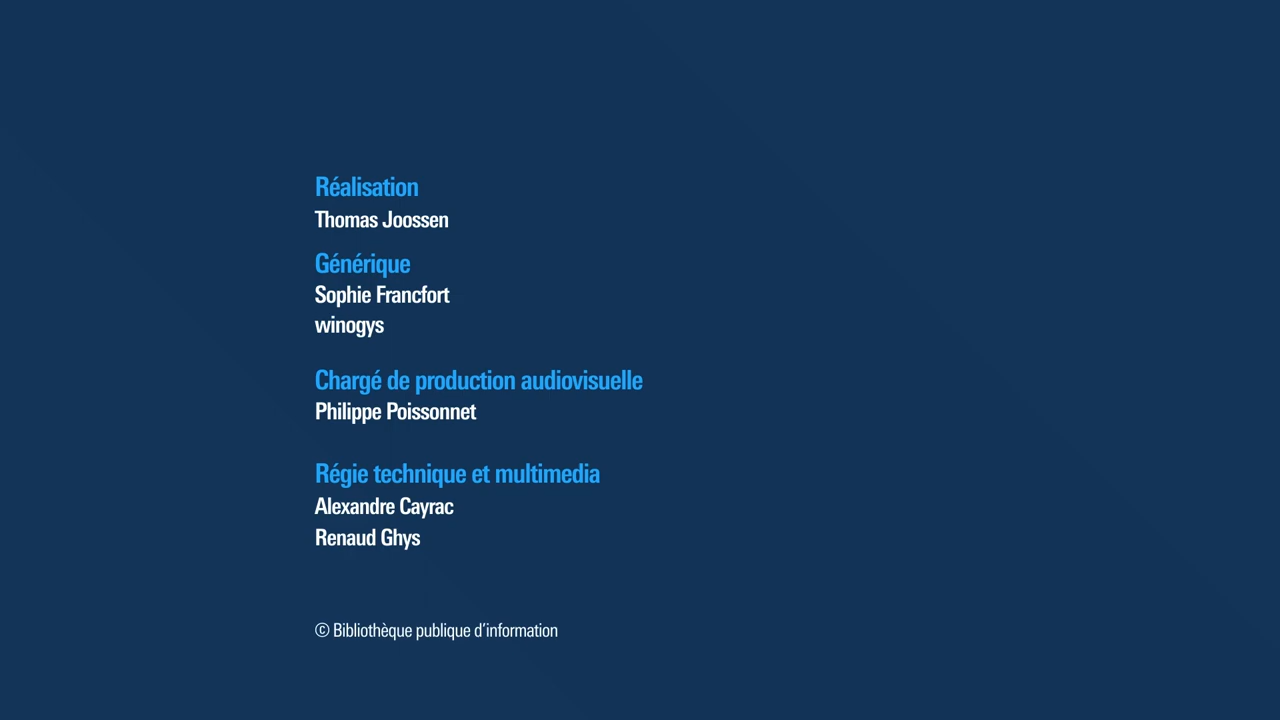 Réalisation
Thomas Joossen
Générique
Sophie Francfort
winogys
Chargé de production audiovisuelle
Philippe Poissonnet
Régie technique et multimedia
Alexandre Cayrac
Renaud Ghys
© Bibliothèque publique d’information